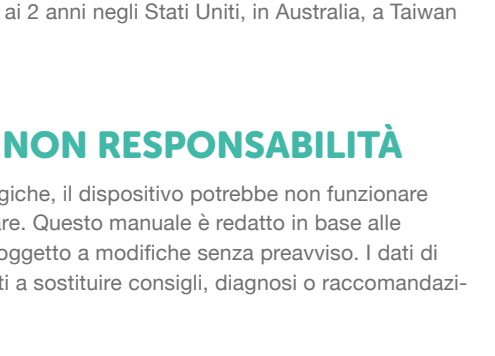 ai 2 anni negli Stati Uniti, in Australia, a Taiwan
NON RESPONSABILITÀ
giche, il dispositivo potrebbe non funzionare
are. Questo manuale è redatto in base alle
oggetto a modifiche senza preavviso. I dati di
ti a sostituire consigli, diagnosi o raccomandazi-